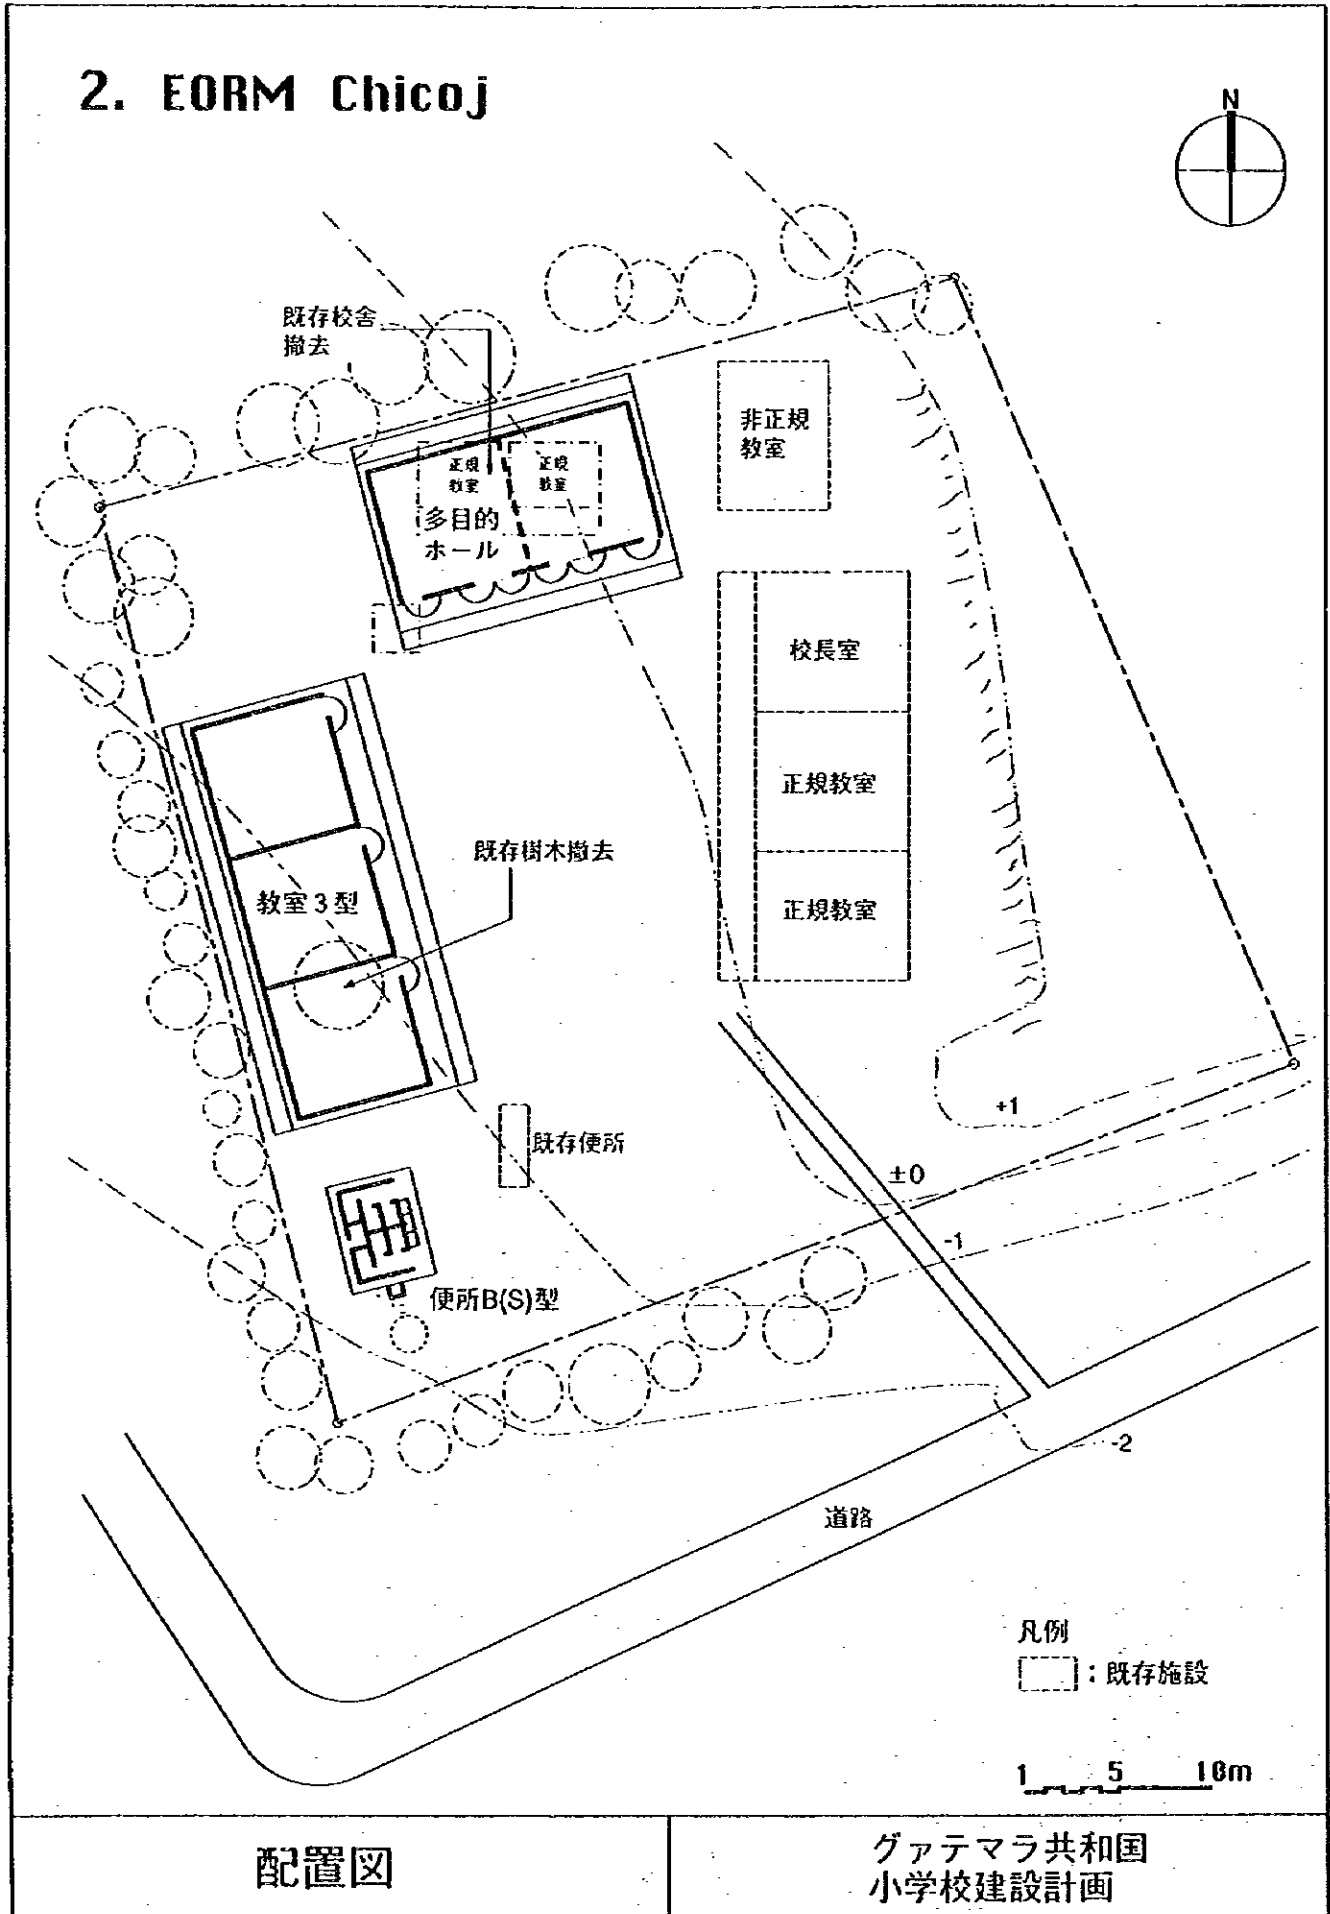 2. EORM Chicoj
N
既存校舎
撤去
非正規
教室
正規
教室
正規
教室
多目的
ホール
校長室
正規教室
既存樹木撤去
教室3型
正規教室
+1
既存便所
±0
-1
便所B(S)型
-2
道路
凡例
:既存施設
1 5 10m
配置図
グァテマラ共和国
小学校建設計画